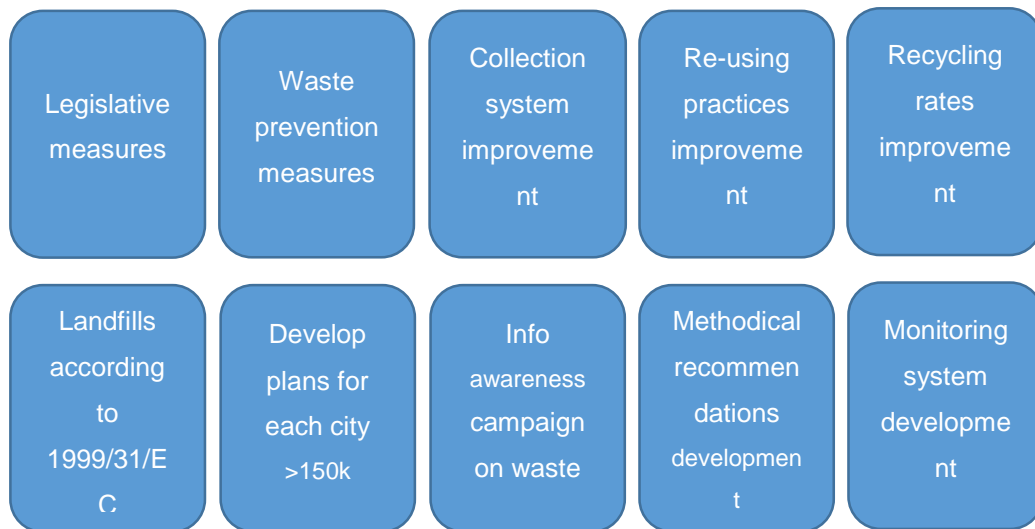 Legislative
measures
Waste
prevention
measures
Collection
system
improveme
nt
Re-using
practices
improveme
nt
Recycling
rates
improveme
nt
Landfills
according
to
1999/31/E
C
Develop
plans for
each city
>150k
Info
awareness
campaign
on waste
Methodical
recommen
dations
developmen
t
Monitoring
system
developme
nt